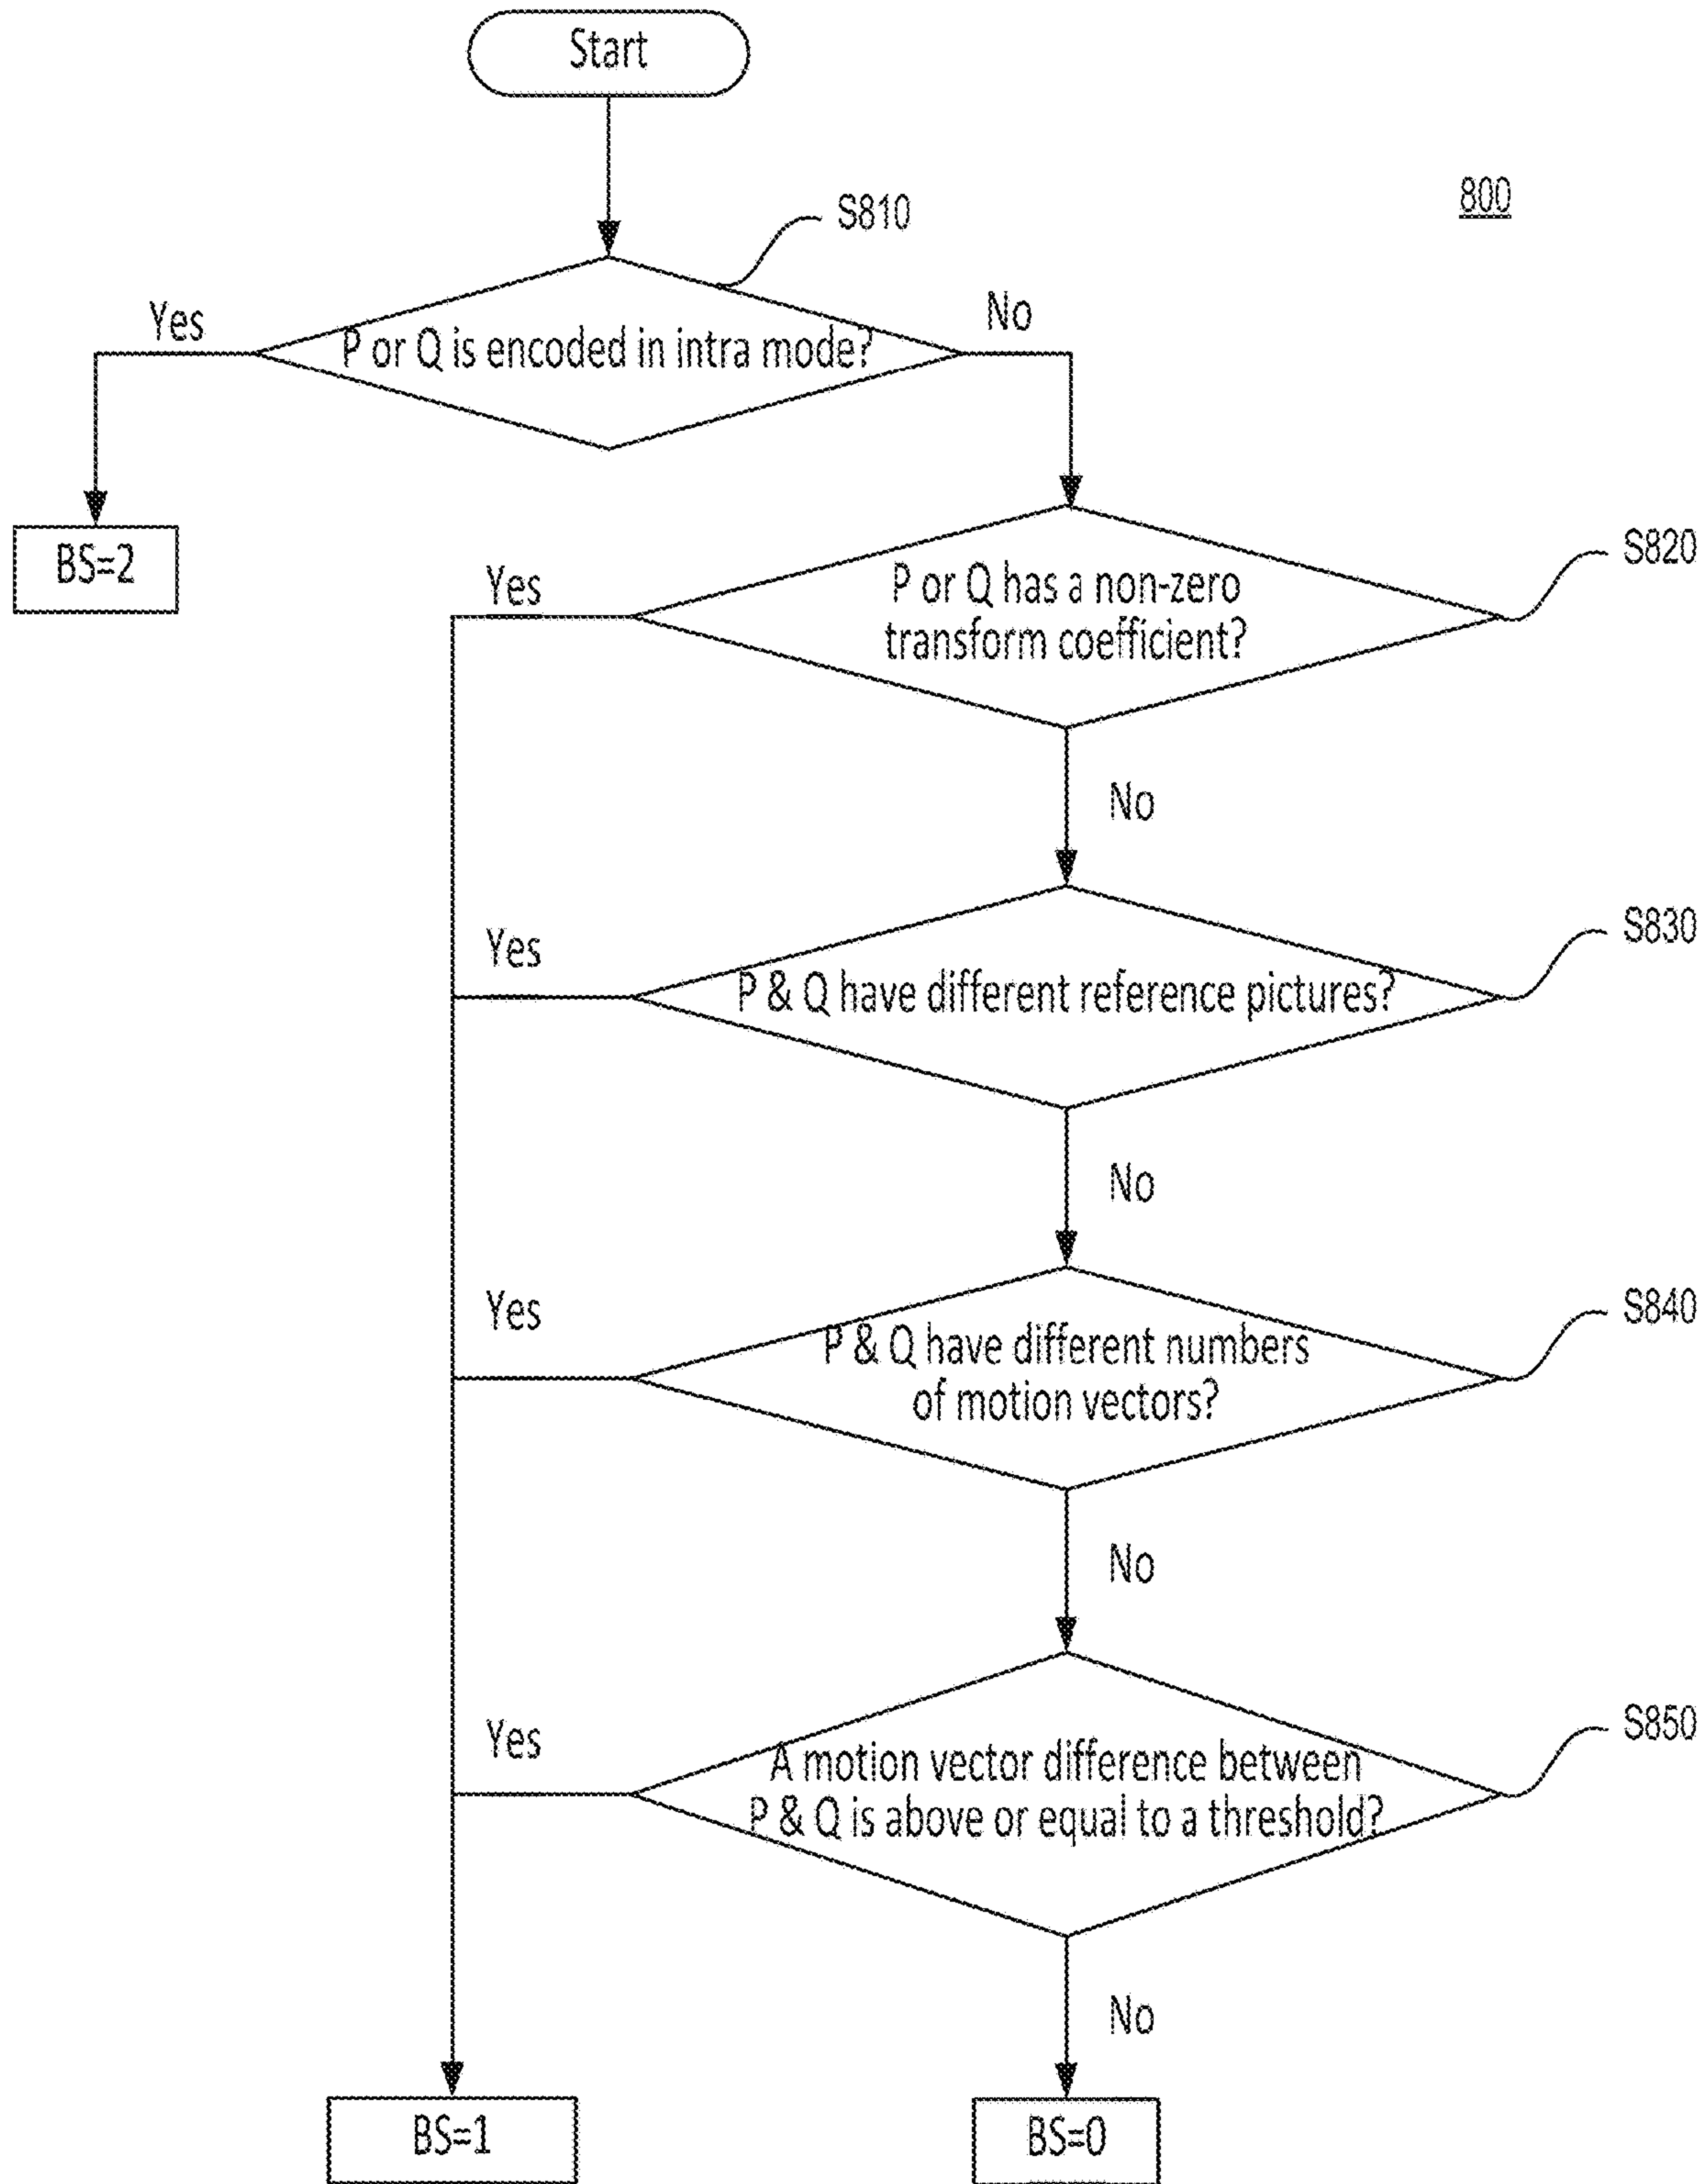 Start
800
S810
Yes
No
P or Q is encoded in intra mode?
BS=2
S820
Yes
P or Q has a non-zero
transform coefficient?
No
S830
Yes
P & Q have different reference pictures?
No
S840
Yes
P & Q have different numbers
of motion vectors?
No
S850
Yes
A motion vector difference between
P & Q is above or equal to a threshold?
No
BS=1
BS=0